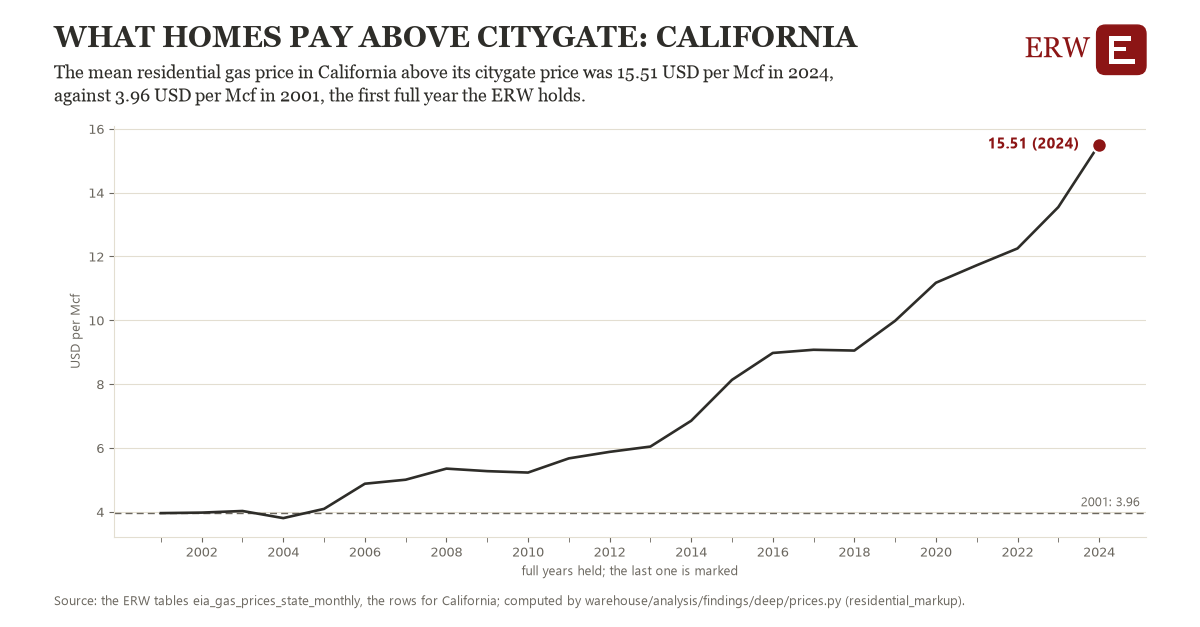 WHAT HOMES PAY ABOVE CITYGATE: CALIFORNIA
ERW E
The mean residential gas price in California above its citygate price was 15.51 USD per Mcf in 2024,
against 3.96 USD per Mcf in 2001, the first full year the ERW holds.
USD per Mcf
16
14
12
10
8
6
4
15.51 (2024)
2001: 3.96
2002 2004 2006 2008 2010 2012 2014 2016 2018 2020 2022 2024
full years held; the last one is marked
Source: the ERW tables eia_gas_prices_state_monthly, the rows for California; computed by warehouse/analysis/findings/deep/prices.py (residential_markup).